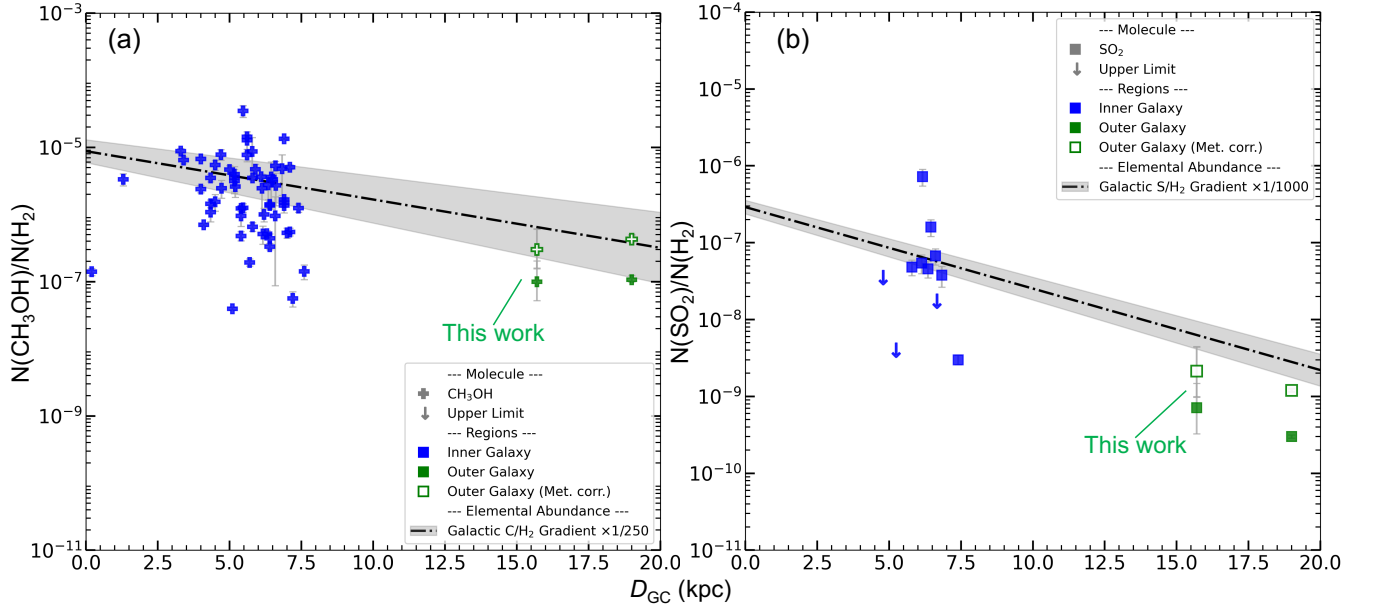 (a)
10⁻³
10⁻⁵
10⁻⁷
10⁻⁹
10⁻¹¹
N(CH₃OH)/N(H₂)
This work
--- Molecule ---
CH₃OH
Upper Limit
--- Regions ---
Inner Galaxy
Outer Galaxy
Outer Galaxy (Met. corr.)
--- Elemental Abundance ---
Galactic C/H₂ Gradient ×1/250
0.0 2.5 5.0 7.5 10.0 12.5 15.0 17.5 20.0
(b)
10⁻⁴
10⁻⁵
10⁻⁶
10⁻⁷
10⁻⁸
10⁻⁹
10⁻¹⁰
10⁻¹¹
N(SO₂)/N(H₂)
--- Molecule ---
SO₂
Upper Limit
--- Regions ---
Inner Galaxy
Outer Galaxy
Outer Galaxy (Met. corr.)
--- Elemental Abundance ---
Galactic S/H₂ Gradient ×1/1000
This work
0.0 2.5 5.0 7.5 10.0 12.5 15.0 17.5 20.0
D_GC (kpc)